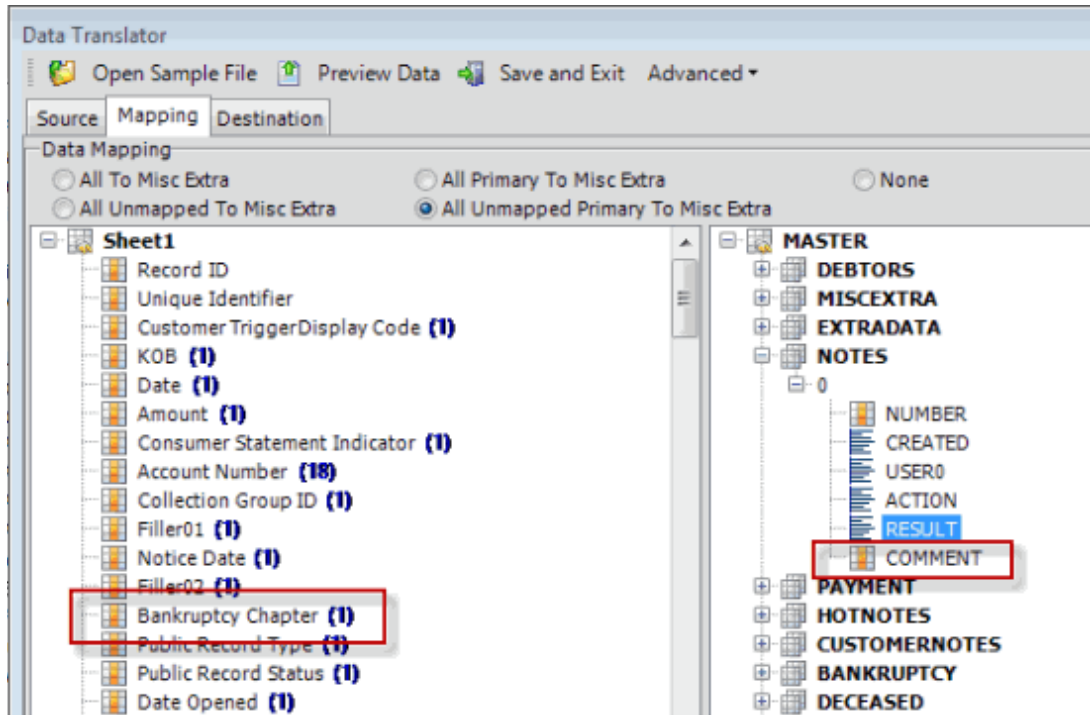 Data Translator
Open Sample File Preview Data Save and Exit Advanced
Source Mapping Destination
Data Mapping
All To Misc Extra All Primary To Misc Extra None
All Unmapped To Misc Extra All Unmapped Primary To Misc Extra
Sheet1
Record ID
Unique Identifier
Customer TriggerDisplay Code (1)
KOB (1)
Date (1)
Amount (1)
Consumer Statement Indicator (1)
Account Number (18)
Collection Group ID (1)
Filler01 (1)
Notice Date (1)
Filler02 (1)
Bankruptcy Chapter (1)
Public Record Type (1)
Public Record Status (1)
Date Opened (1)
MASTER
DEBTORS
MISCEXTRA
EXTRADATA
NOTES
0
NUMBER
CREATED
USER0
ACTION
RESULT
COMMENT
PAYMENT
HOTNOTES
CUSTOMERNOTES
BANKRUPTCY
DECEASED